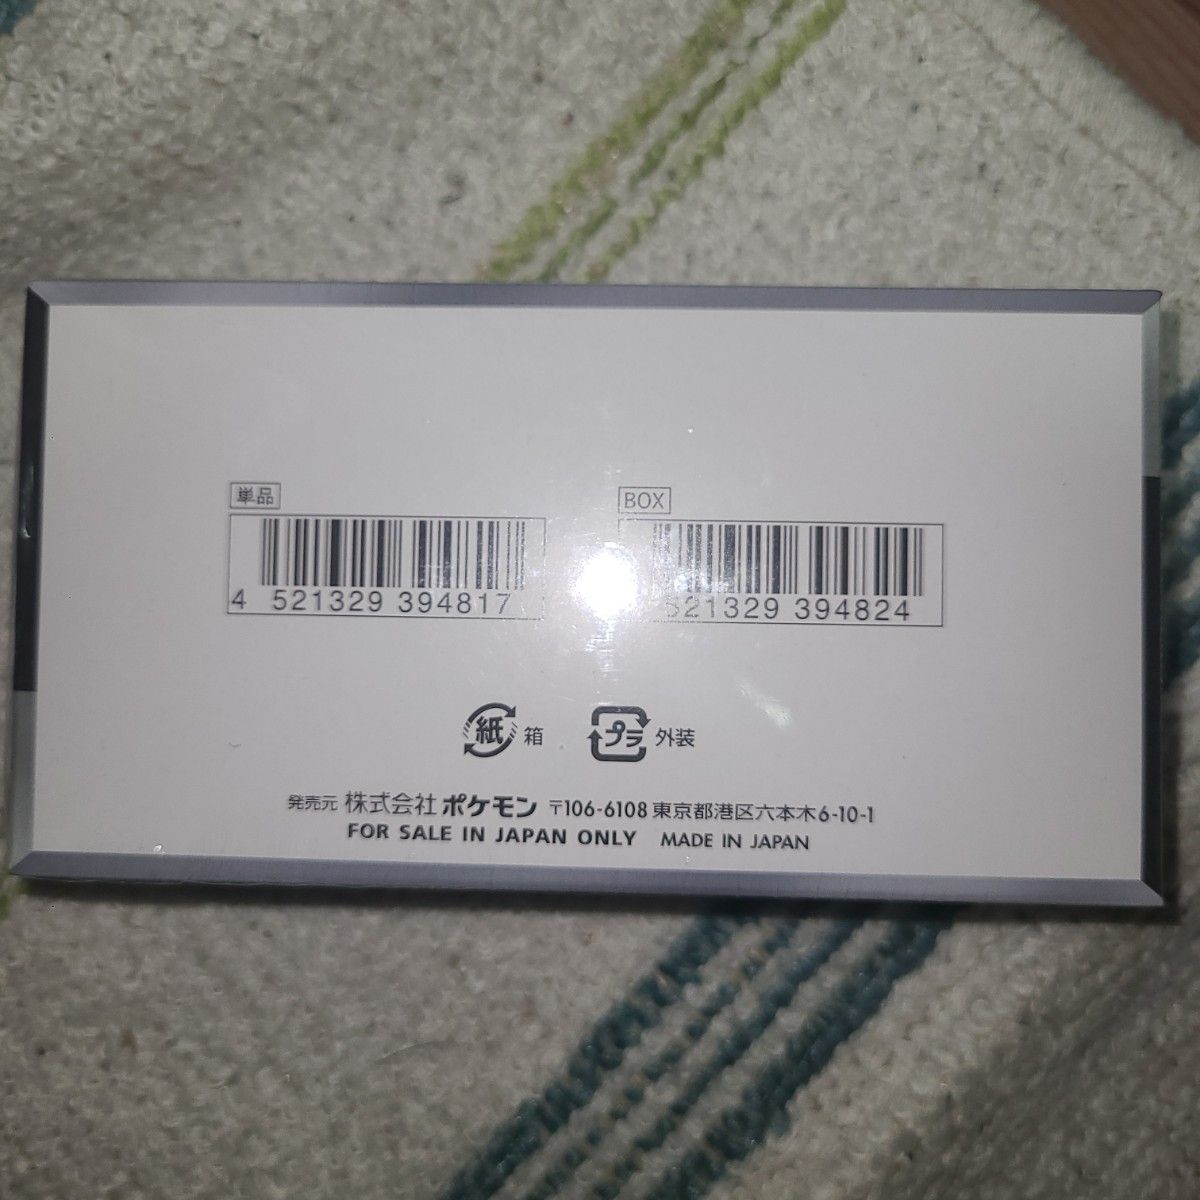 単品
BOX
4 521329 394817
521329 394824
紙 箱
プラ 外装
発売元 株式会社ポケモン 〒106-6108 東京都港区六本木6-10-1
FOR SALE IN JAPAN ONLY MADE IN JAPAN